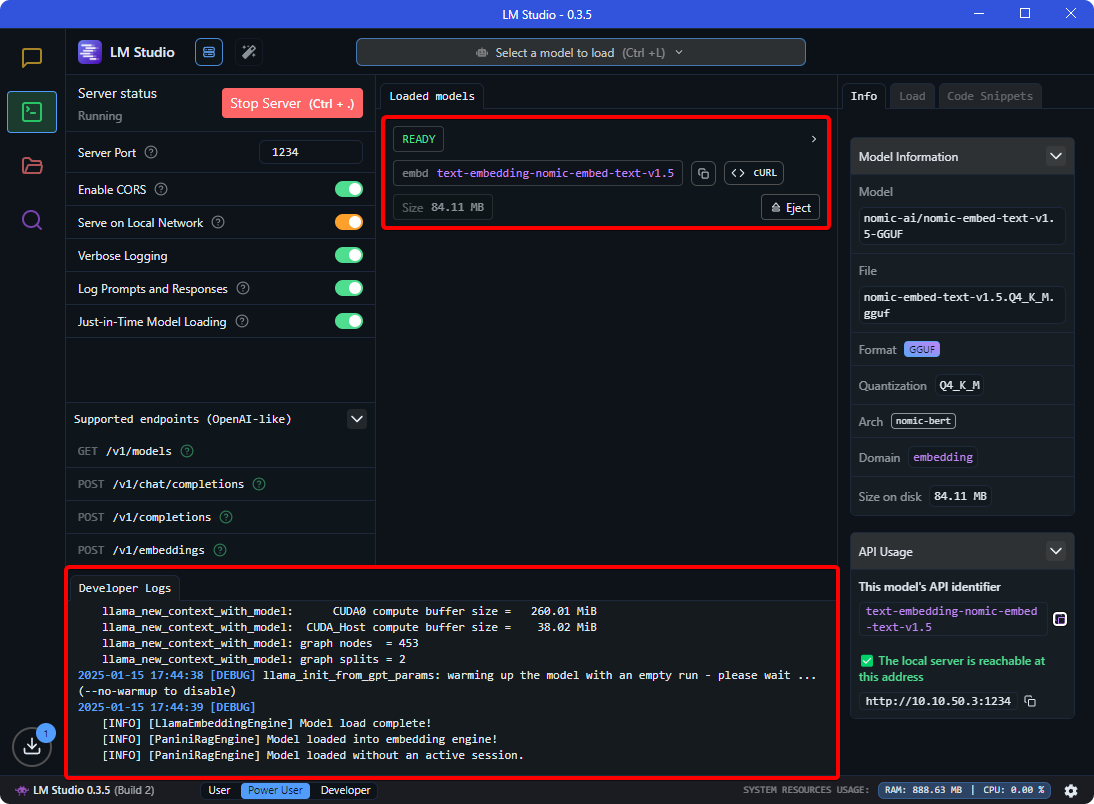 LM Studio - 0.3.5
LM Studio
Select a model to load (Ctrl +L)
Server status
Running
Stop Server (Ctrl + .)
Server Port
1234
Enable CORS
Serve on Local Network
Verbose Logging
Log Prompts and Responses
Just-in-Time Model Loading
Supported endpoints (OpenAI-like)
GET /v1/models
POST /v1/chat/completions
POST /v1/completions
POST /v1/embeddings
Loaded models
READY
embd text-embedding-nomic-embed-text-v1.5
cURL
Size 84.11 MB
Eject
Info
Load
Code Snippets
Model Information
Model
nomic-ai/nomic-embed-text-v1.
5-GGUF
File
nomic-embed-text-v1.5.Q4_K_M.
gguf
Format GGUF
Quantization Q4_K_M
Arch nomic-bert
Domain embedding
Size on disk 84.11 MB
API Usage
This model's API identifier
text-embedding-nomic-embed
-text-v1.5
The local server is reachable at
this address
http://10.10.50.3:1234
Developer Logs
llama_new_context_with_model: CUDA0 compute buffer size = 260.01 MiB
llama_new_context_with_model: CUDA_Host compute buffer size = 38.02 MiB
llama_new_context_with_model: graph nodes = 453
llama_new_context_with_model: graph splits = 2
2025-01-15 17:44:38 [DEBUG] llama_init_from_gpt_params: warming up the model with an empty run - please wait ...
(--no-warmup to disable)
2025-01-15 17:44:39 [DEBUG]
[INFO] [LlamaEmbeddingEngine] Model load complete!
[INFO] [PaniniRagEngine] Model loaded into embedding engine!
[INFO] [PaniniRagEngine] Model loaded without an active session.
1
LM Studio 0.3.5 (Build 2)
User
Power User
Developer
SYSTEM RESOURCES USAGE:
RAM: 888.63 MB | CPU: 0.00 %